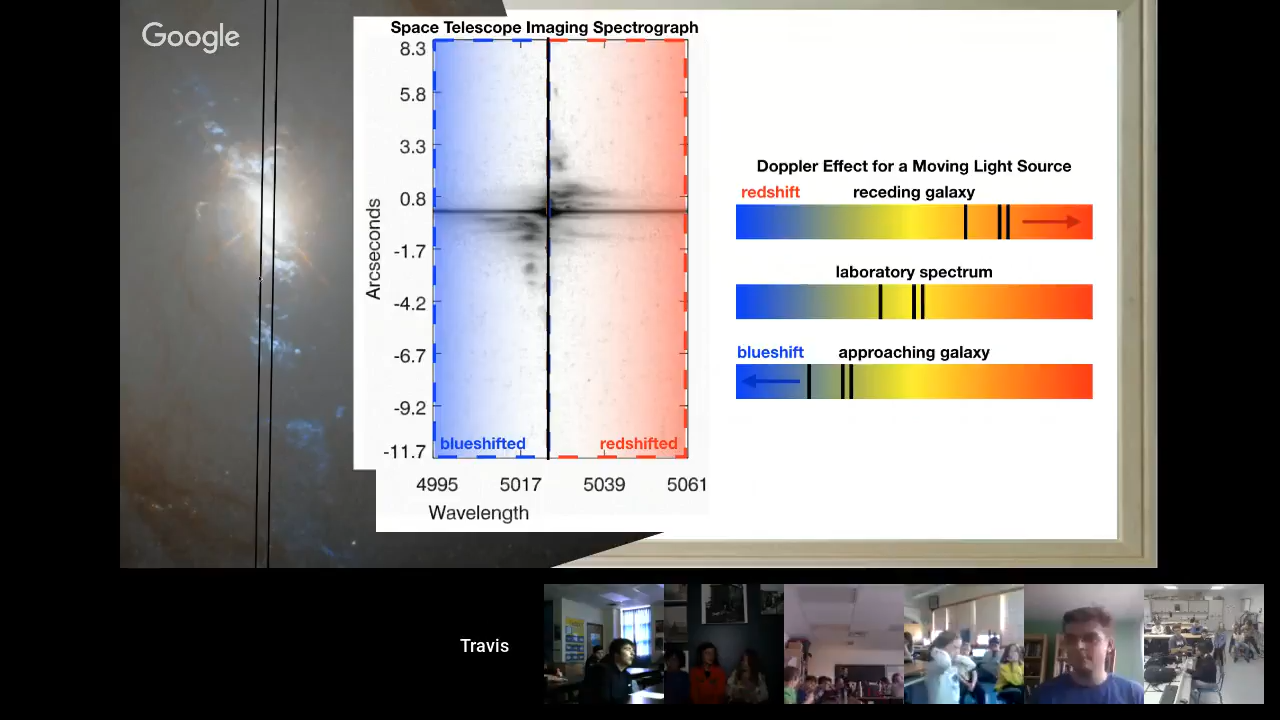 Google
Space Telescope Imaging Spectrograph
8.3
5.8
3.3
0.8
-1.7
-4.2
-6.7
-9.2
-11.7
Arcseconds
blueshifted
redshifted
4995
5017
5039
5061
Wavelength
Doppler Effect for a Moving Light Source
redshift
receding galaxy
laboratory spectrum
blueshift
approaching galaxy
Travis